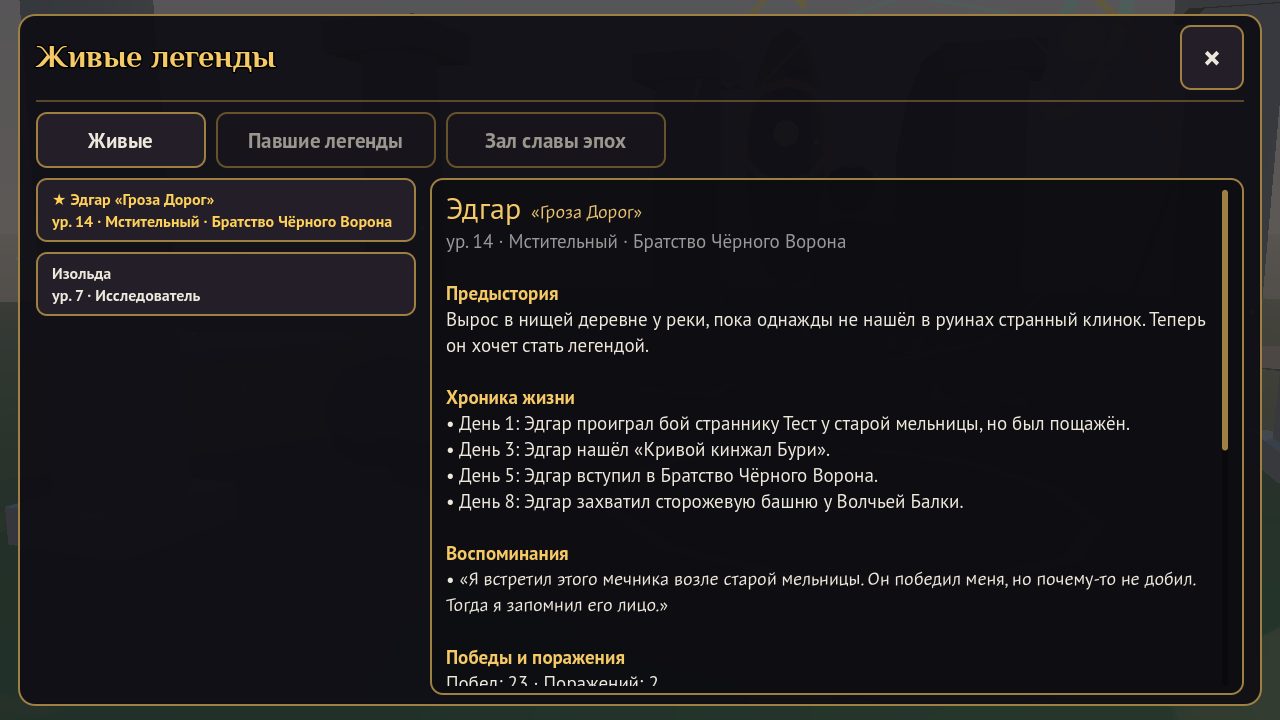 Живые легенды
×
Живые
Павшие легенды
Зал славы эпох
★ Эдгар «Гроза Дорог»
ур. 14 · Мстительный · Братство Чёрного Ворона
Изольда
ур. 7 · Исследователь
Эдгар «Гроза Дорог»
ур. 14 · Мстительный · Братство Чёрного Ворона
Предыстория
Вырос в нищей деревне у реки, пока однажды не нашёл в руинах странный клинок. Теперь
он хочет стать легендой.
Хроника жизни
• День 1: Эдгар проиграл бой страннику Тест у старой мельницы, но был пощажён.
• День 3: Эдгар нашёл «Кривой кинжал Бури».
• День 5: Эдгар вступил в Братство Чёрного Ворона.
• День 8: Эдгар захватил сторожевую башню у Волчьей Балки.
Воспоминания
• «Я встретил этого мечника возле старой мельницы. Он победил меня, но почему-то не добил.
Тогда я запомнил его лицо.»
Победы и поражения
Побед: 23 · Поражений: 2